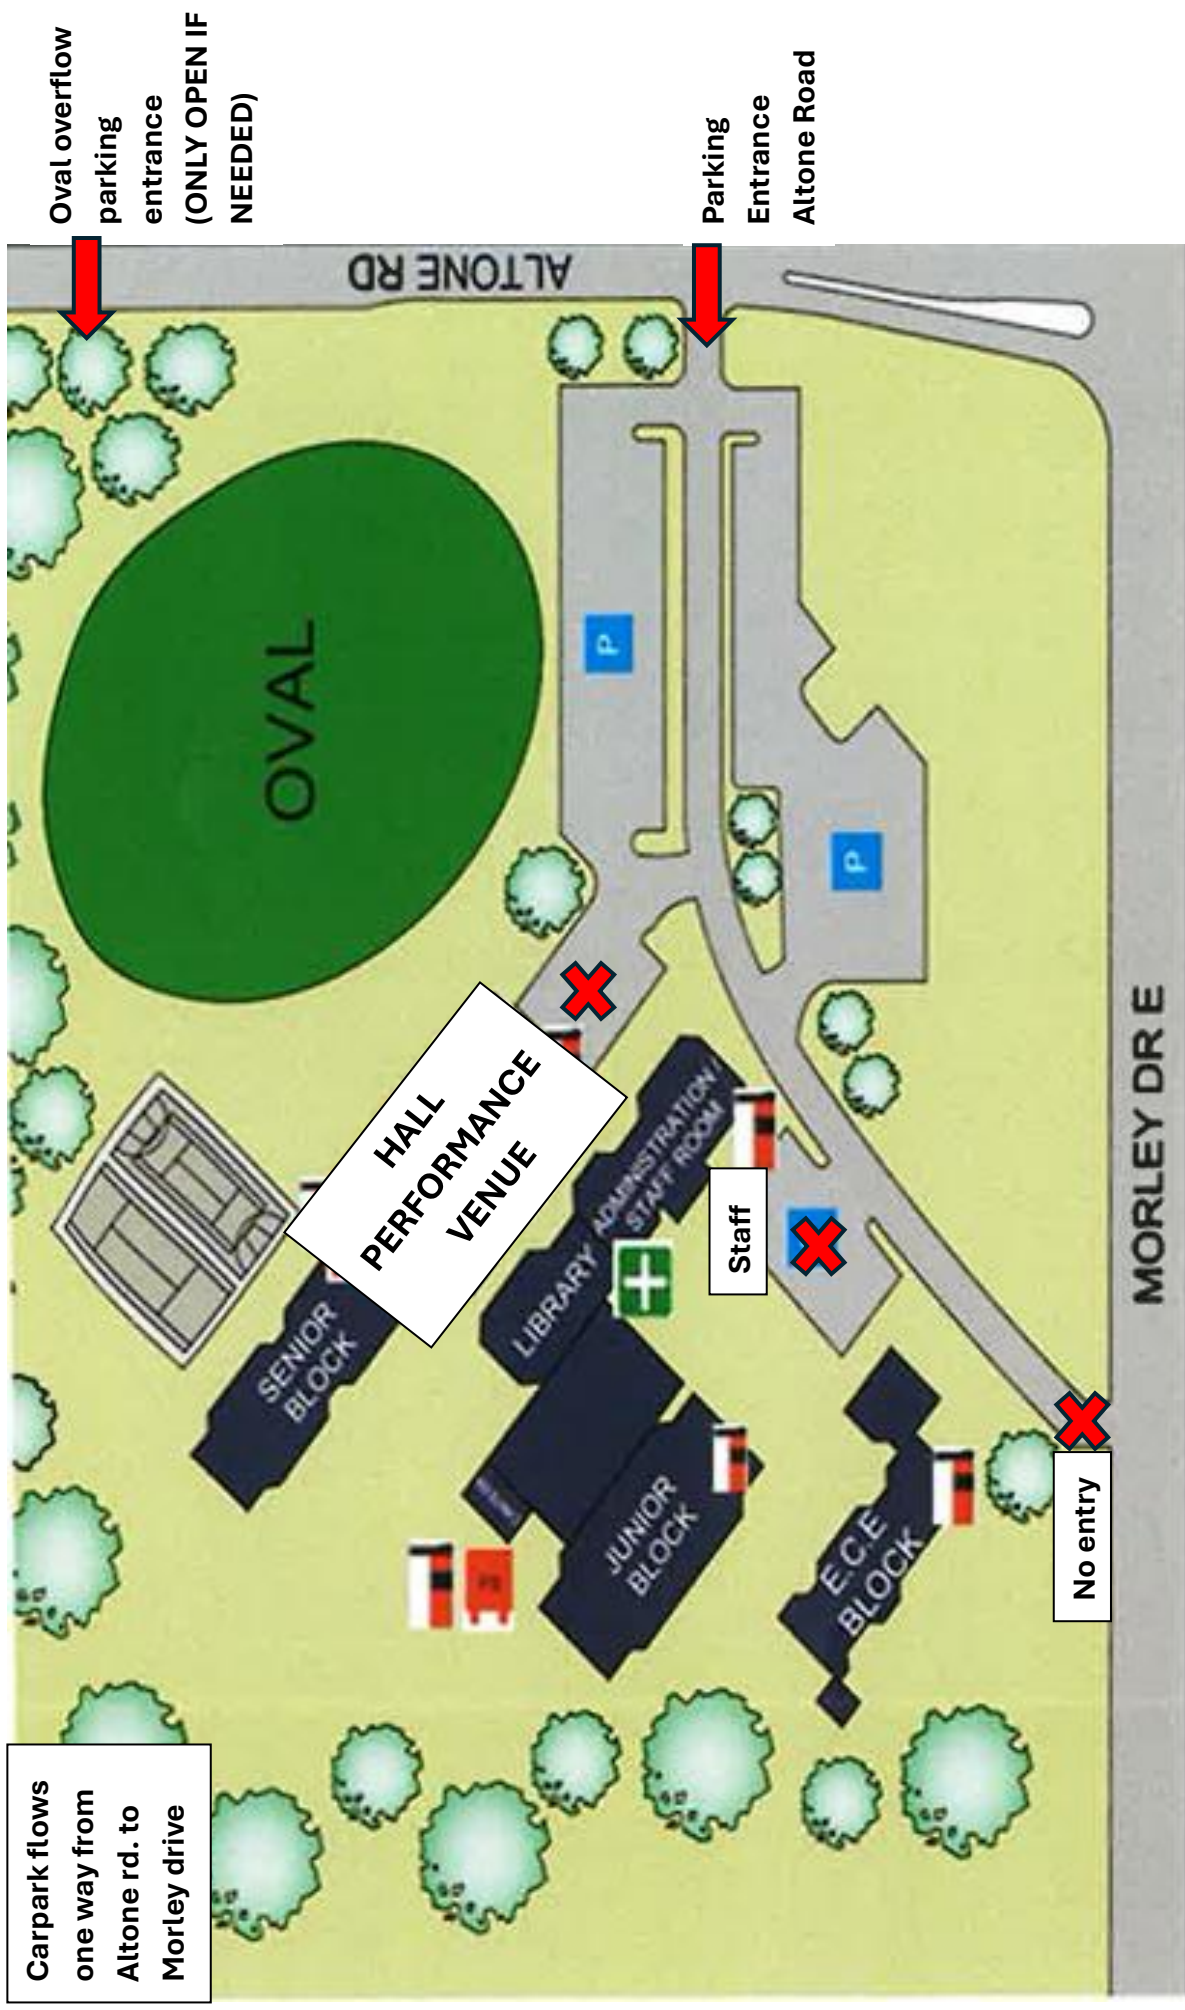 Carpark flows
one way from
Altone rd. to
Morley drive
Oval overflow
parking
entrance
(ONLY OPEN IF
NEEDED)
ALTONE RD
Parking
Entrance
Altone Road
OVAL
P
P
HALL
PERFORMANCE
VENUE
SENIOR
BLOCK
LIBRARY
ADMINISTRATION/
STAFF ROOM
Staff
JUNIOR
BLOCK
E.C.E
BLOCK
No entry
MORLEY DR E